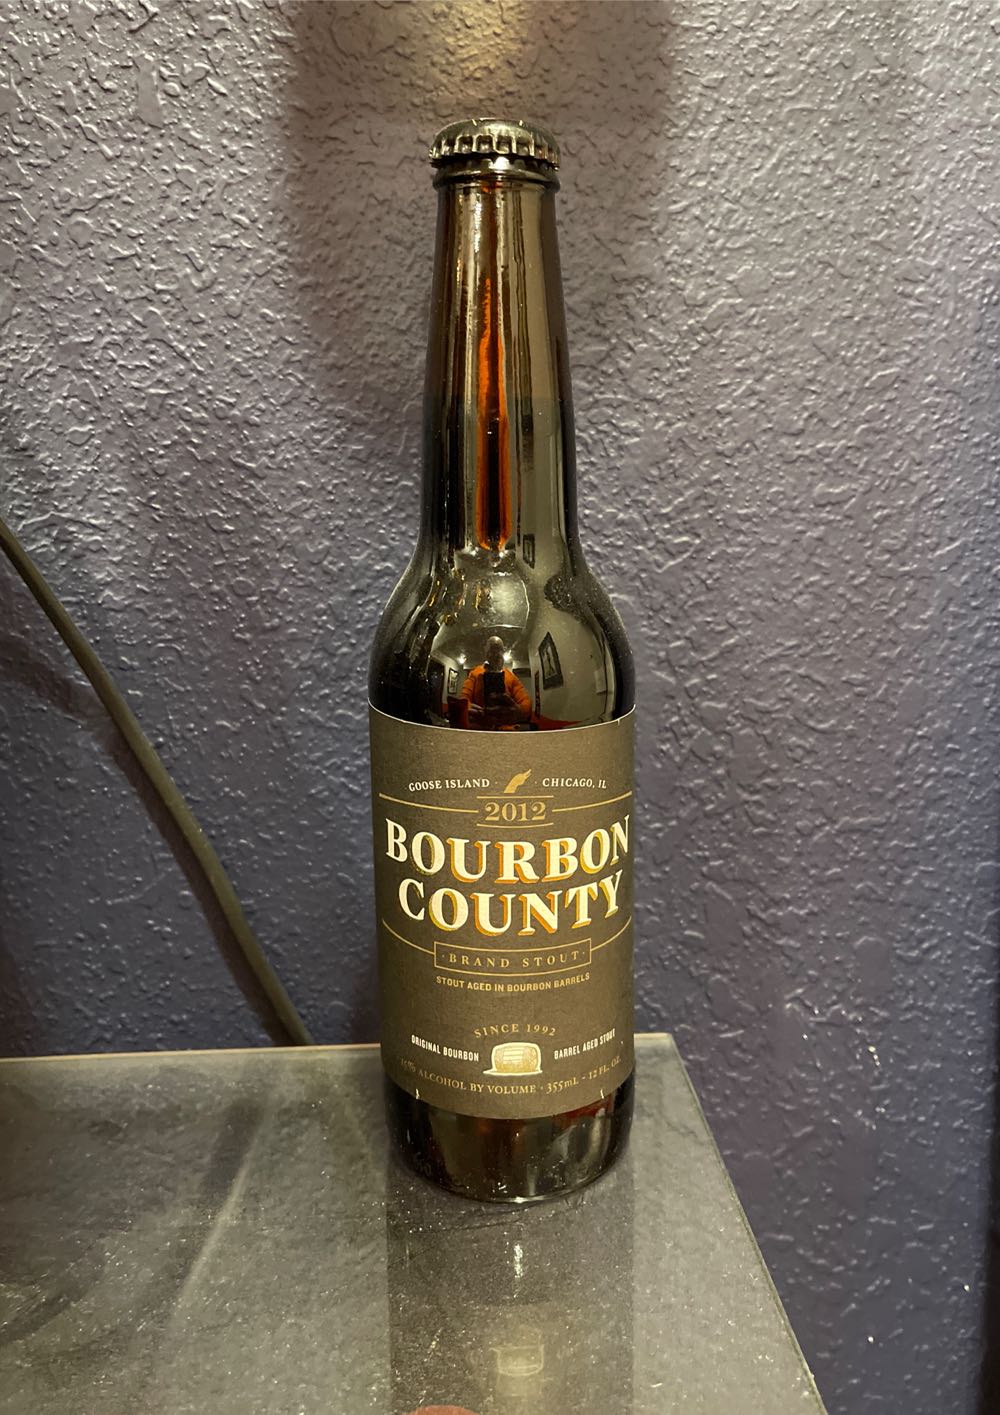 GOOSE ISLAND · CHICAGO, IL
2012
BOURBON
COUNTY
·BRAND STOUT·
STOUT AGED IN BOURBON BARRELS
SINCE 1992
ORIGINAL BOURBON BARREL AGED STOUT
ALCOHOL BY VOLUME · 355mL - 12 FL. OZ.